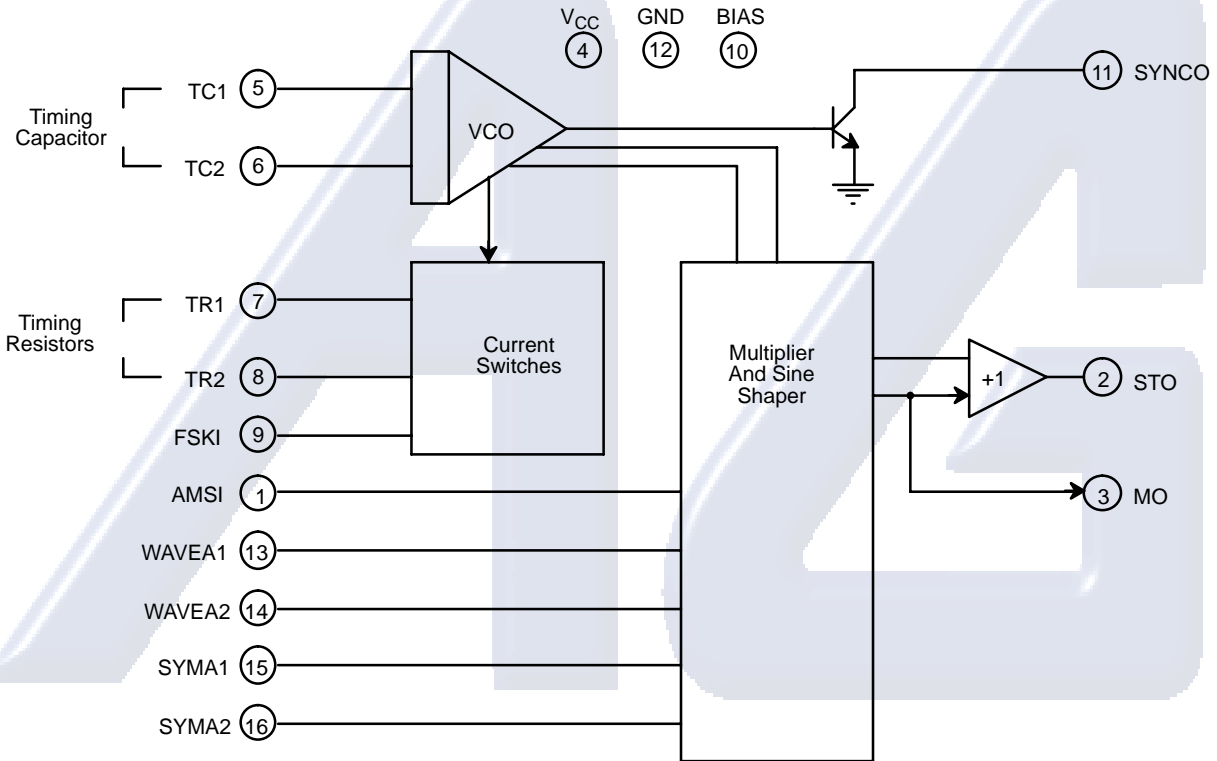 VCC GND BIAS
4 12 10
TC1 5
Timing
Capacitor
TC2 6
VCO
11 SYNCO
TR1 7
Timing
Resistors
TR2 8
FSKI 9
Current
Switches
Multiplier
And Sine
Shaper
+1
2 STO
3 MO
AMSI 1
WAVEA1 13
WAVEA2 14
SYMA1 15
SYMA2 16